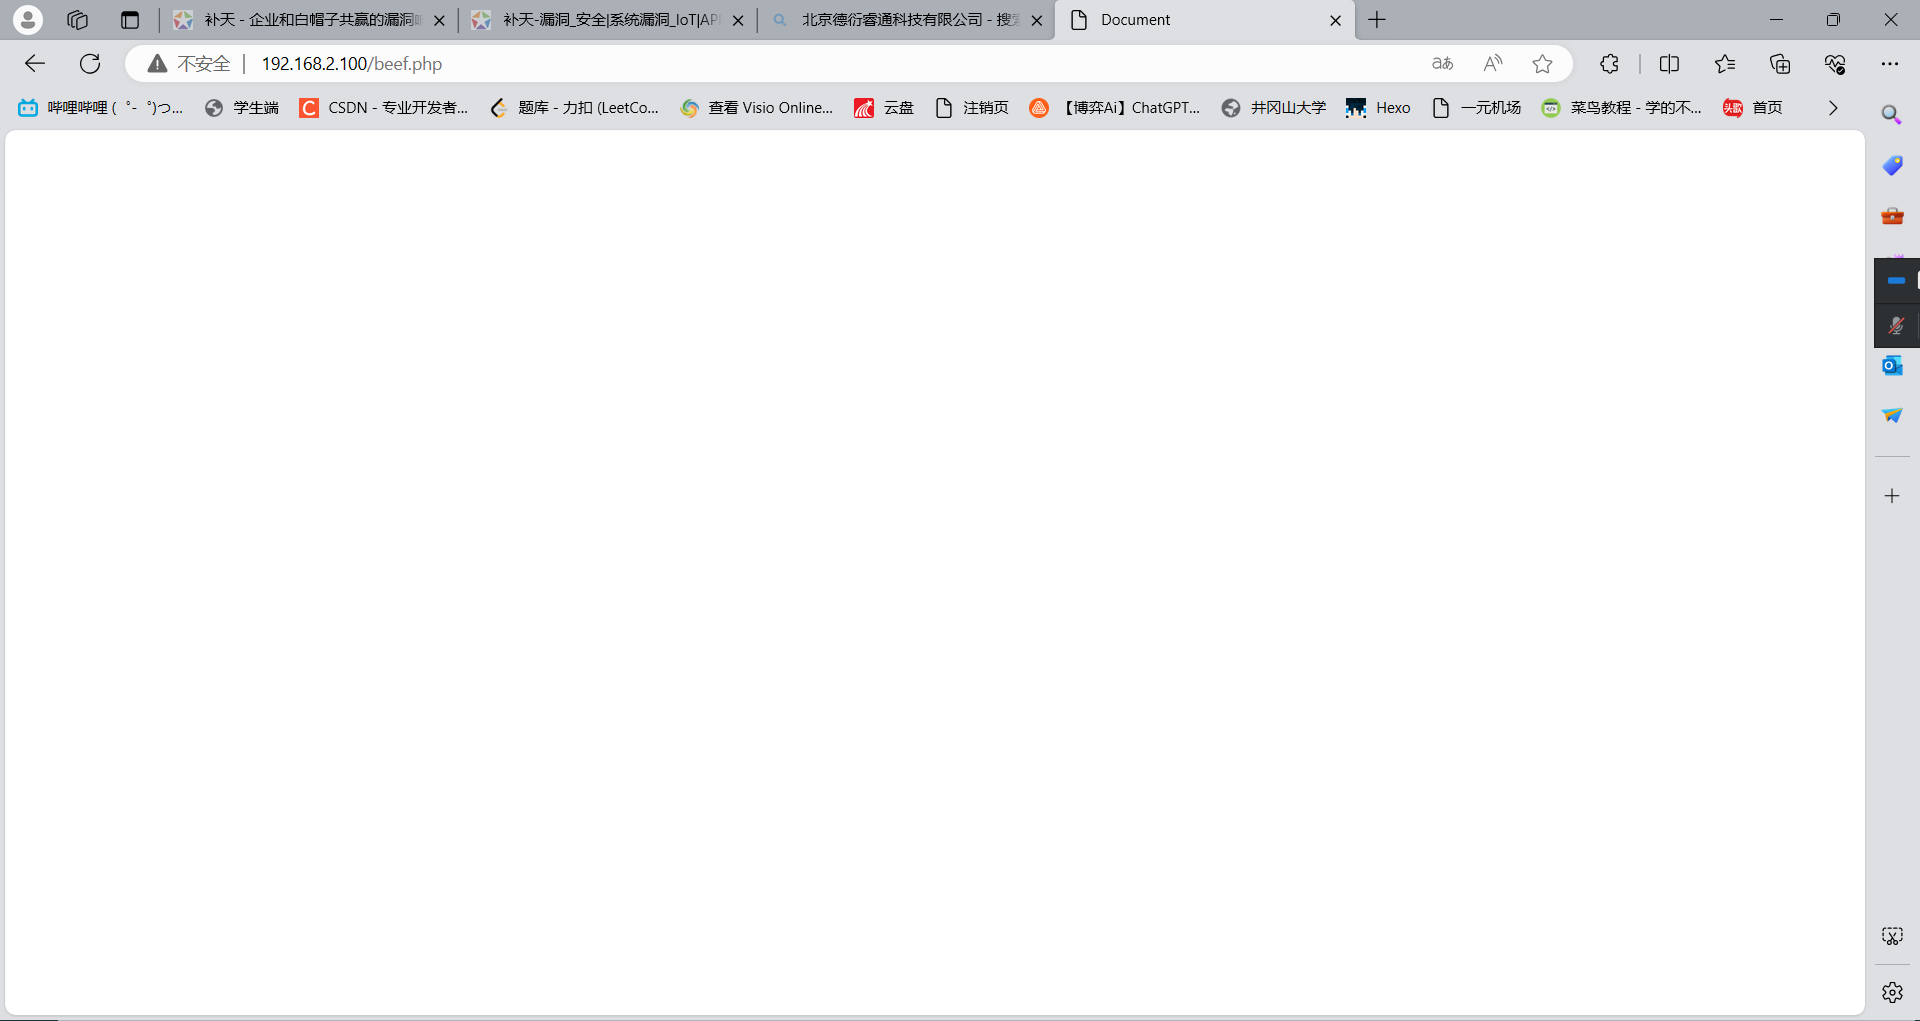 补天 - 企业和白帽子共赢的漏洞
补天-漏洞_安全|系统漏洞_IoT|AP
北京德衍睿通科技有限公司 - 搜
Document
不安全
192.168.2.100/beef.php
aあ
A
哔哩哔哩 ( ゜- ゜)つ...
学生端
CSDN - 专业开发者...
题库 - 力扣 (LeetCo...
查看 Visio Online...
云盘
注销页
【博弈Ai】ChatGPT...
井冈山大学
Hexo
一元机场
菜鸟教程 - 学的不...
头歌
首页